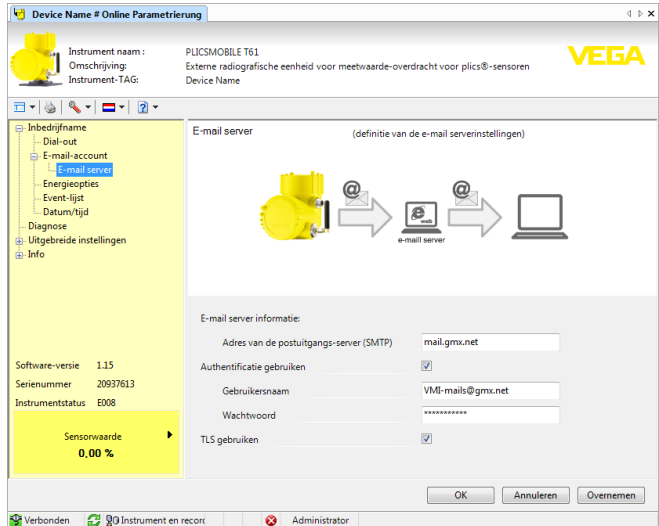 Device Name # Online Parametrierung
Instrument naam :
PLICSMOBILE T61
Omschrijving:
Externe radiografische eenheid voor meetwaarde-overdracht voor plics®-sensoren
Instrument-TAG:
Device Name
VEGA
Inbedrijfname
Dial-out
E-mail-account
E-mail server
Energieopties
Event-lijst
Datum/tijd
Diagnose
Uitgebreide instellingen
Info
Software-versie 1.15
Serienummer 20937613
Instrumentstatus E008
Sensorwaarde
0,00 %
E-mail server
(definitie van de e-mail serverinstellingen)
@
@
web
e-mail server
E-mail server informatie:
Adres van de postuitgangs-server (SMTP) mail.gmx.net
Authentificatie gebruiken
Gebruikersnaam VMI-mails@gmx.net
Wachtwoord ***********
TLS gebruiken
OK Annuleren Overnemen
Verbonden Instrument en record Administrator